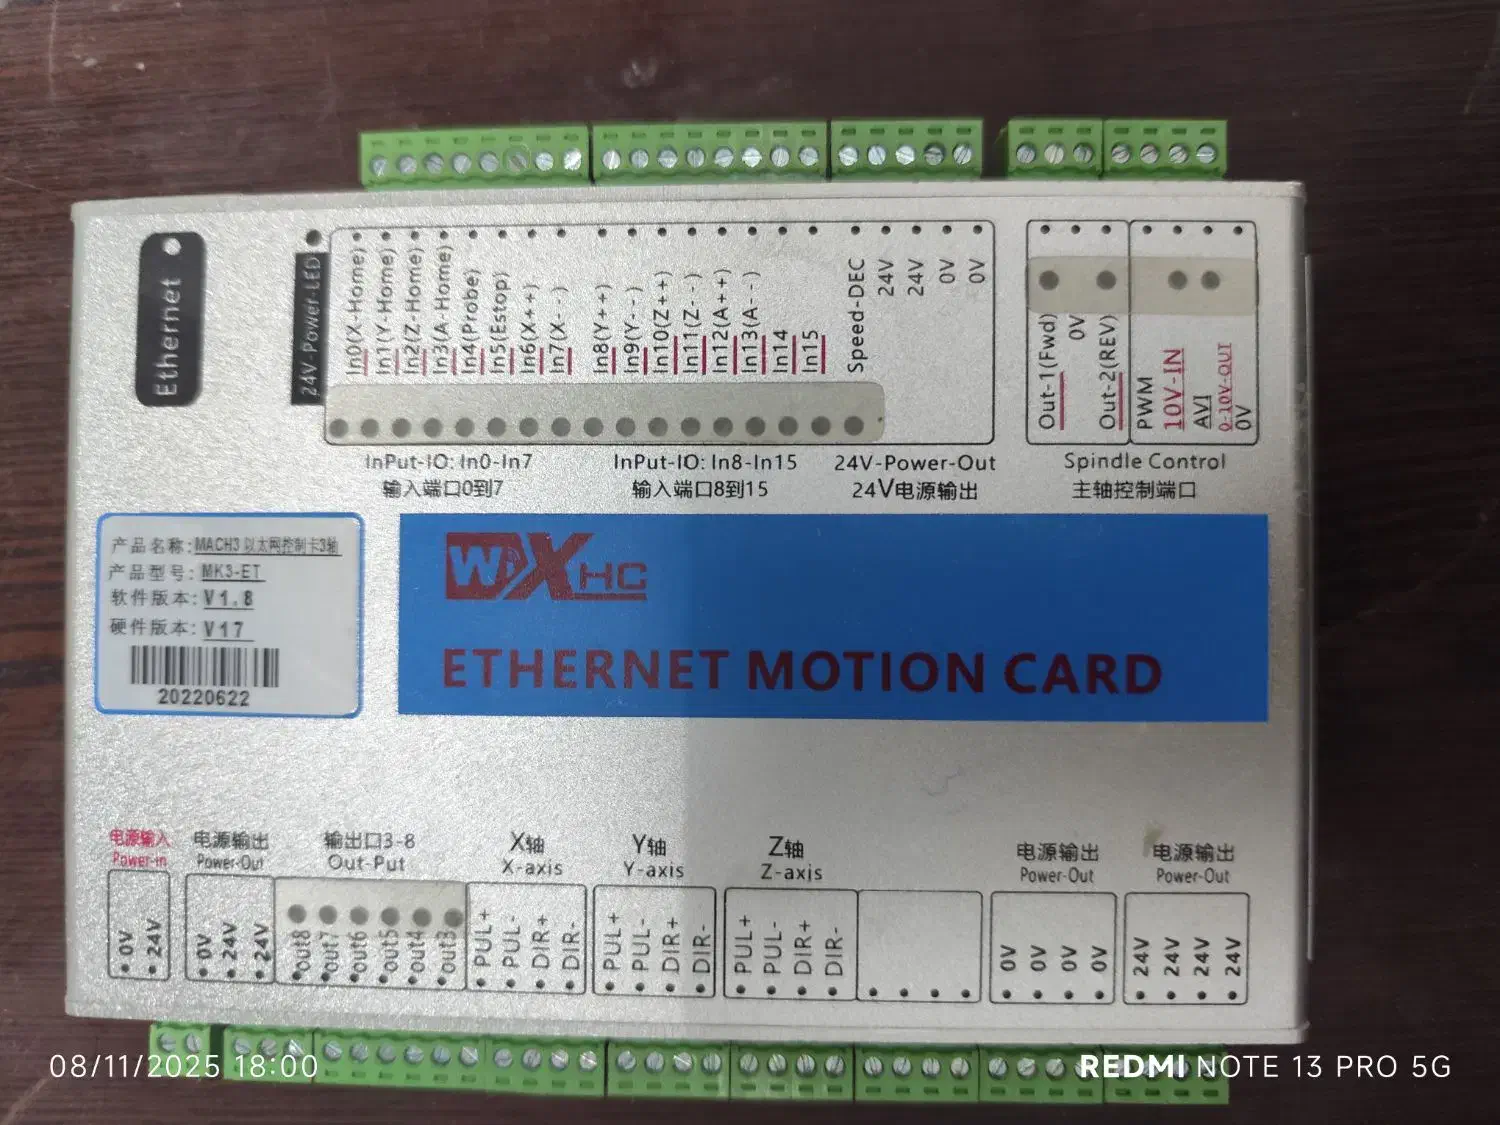 Ethernet
24V-Power-LED
In0(X-Home)
In1(Y-Home)
In2(Z-Home)
In3(A-Home)
In4(Probe)
In5(Estop)
In6(X++)
In7(X--)
In8(Y++)
In9(Y--)
In10(Z++)
In11(Z--)
In12(A++)
In13(A--)
In14
In15
Speed-DEC
24V
24V
0V
0V
Out-1(Fwd)
0V
Out-2(REV)
PWM
10V-IN
AVI
0-10V-OUT
0V
InPut-IO: In0-In7
输入端口0到7
InPut-IO: In8-In15
输入端口8到15
24V-Power-Out
24V电源输出
Spindle Control
主轴控制端口
产品名称: MACH3 以太网控制卡3轴
产品型号: MK3-ET
软件版本: V1.8
硬件版本: V17
20220622
WiXHC
ETHERNET MOTION CARD
电源输入
Power-in
0V
24V
电源输出
Power-Out
0V
24V
24V
输出口3-8
Out-Put
out8
out7
out6
out5
out4
out3
X轴
X-axis
PUL+
PUL-
DIR+
DIR-
Y轴
Y-axis
PUL+
PUL-
DIR+
DIR-
Z轴
Z-axis
PUL+
PUL-
DIR+
DIR-
电源输出
Power-Out
0V
0V
0V
0V
电源输出
Power-Out
24V
24V
24V
24V
08/11/2025 18:00
REDMI NOTE 13 PRO 5G